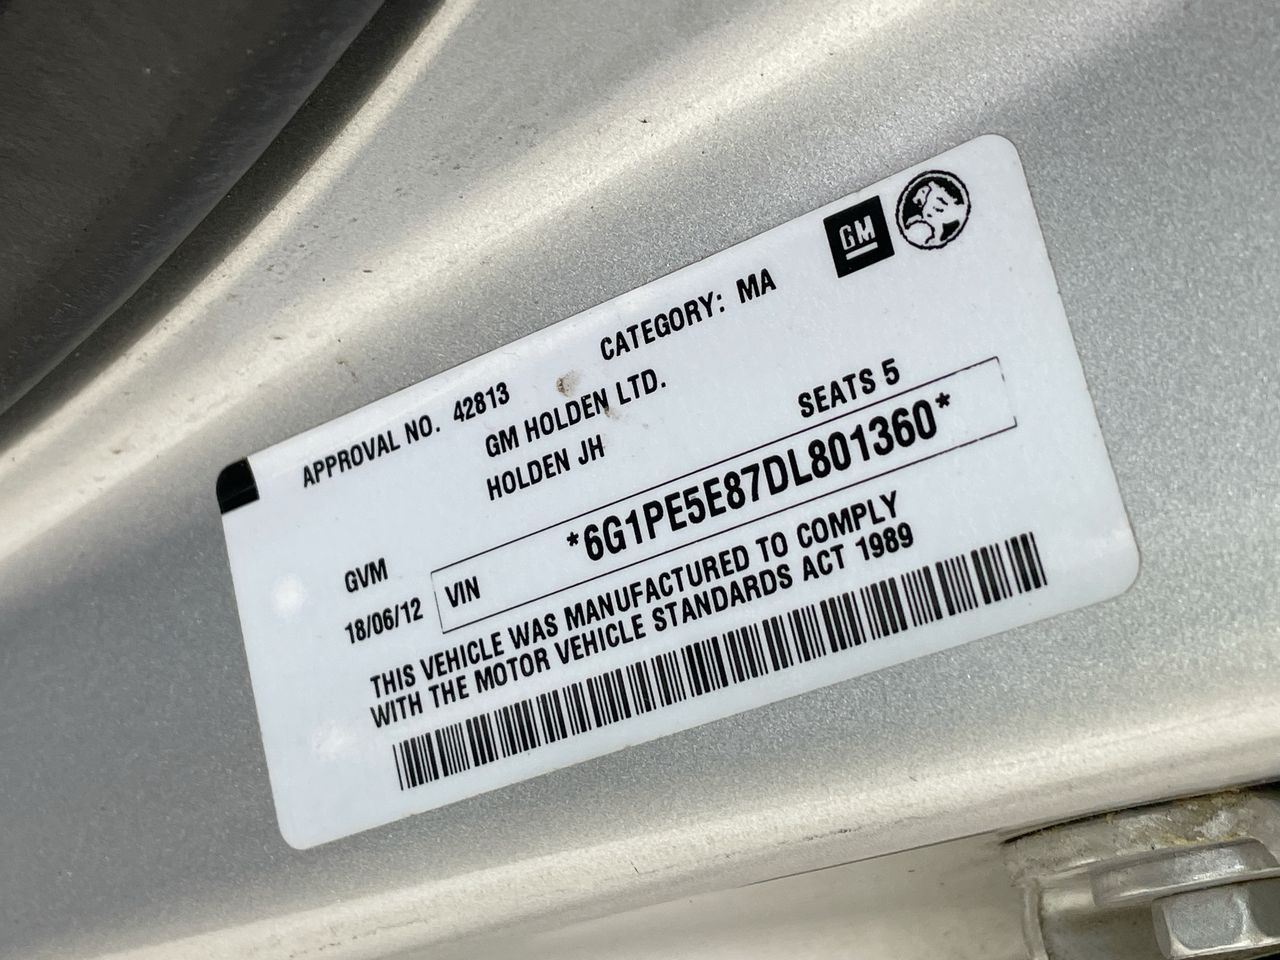 GM
APPROVAL NO. 42813 CATEGORY: MA
GM HOLDEN LTD.
HOLDEN JH SEATS 5
GVM
18/06/12 VIN *6G1PE5E87DL801360*
THIS VEHICLE WAS MANUFACTURED TO COMPLY
WITH THE MOTOR VEHICLE STANDARDS ACT 1989